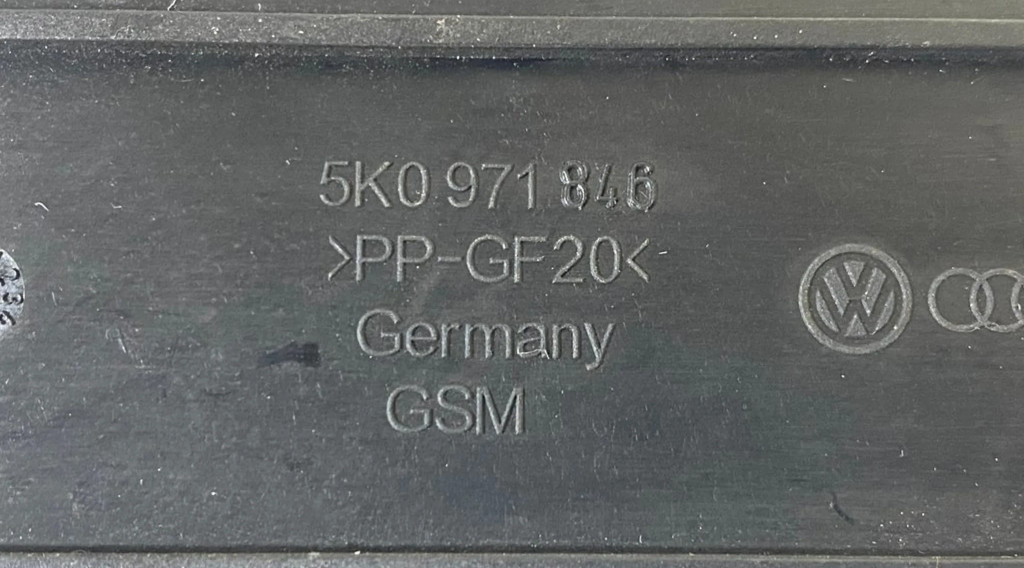 5K0 971 846
>PP-GF20<
Germany
GSM